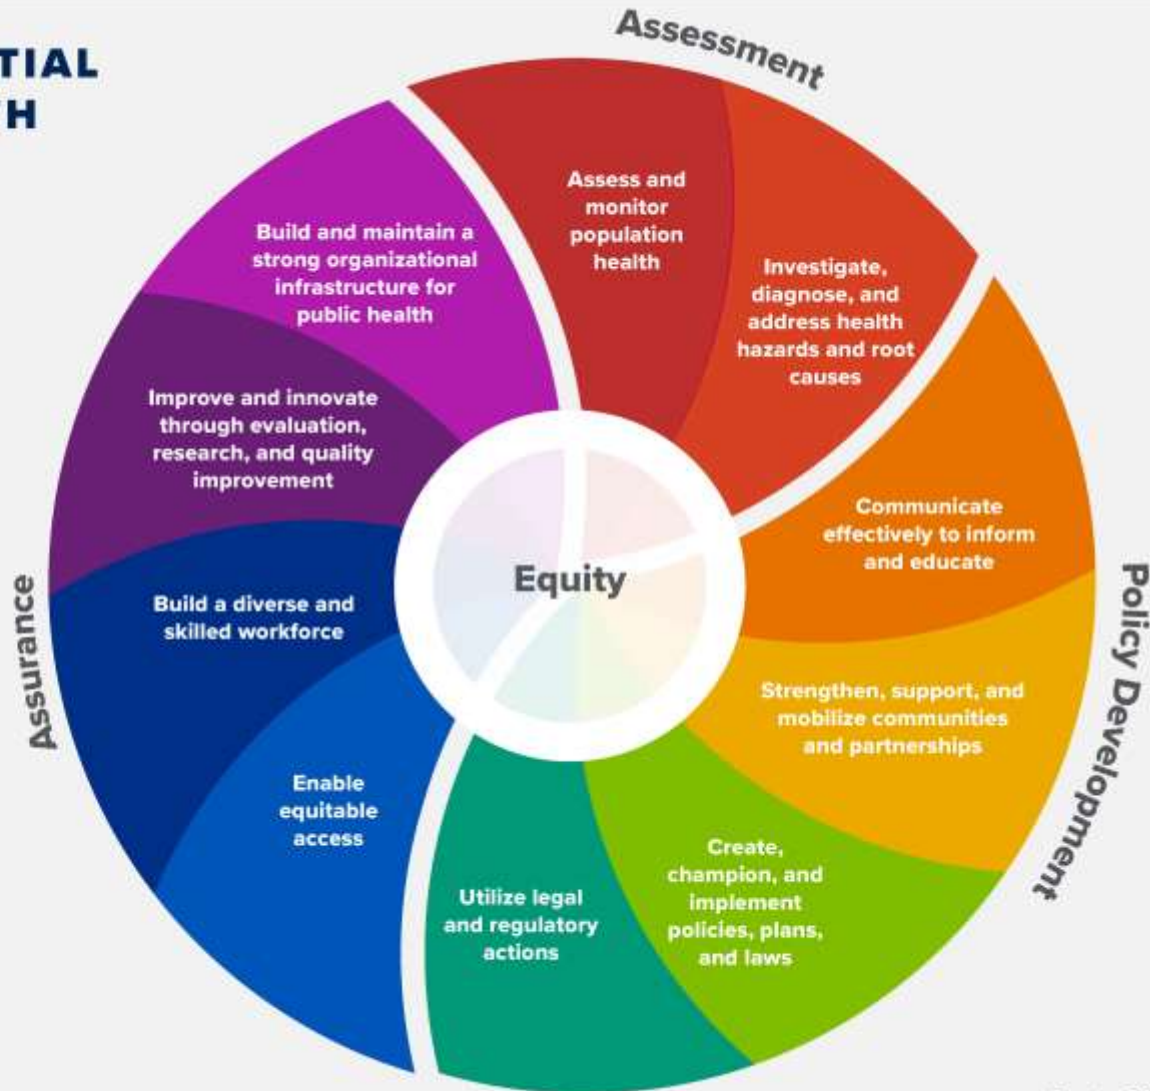 TIAL
TH
Assessment
Assess and
monitor
population
health
Investigate,
diagnose, and
address health
hazards and root
causes
Communicate
effectively to inform
and educate
Strengthen, support, and
mobilize communities
and partnerships
Create,
champion, and
implement
policies, plans,
and laws
Utilize legal
and regulatory
actions
Enable
equitable
access
Build a diverse and
skilled workforce
Improve and innovate
through evaluation,
research, and quality
improvement
Build and maintain a
strong organizational
infrastructure for
public health
Equity
Policy Development
Assurance